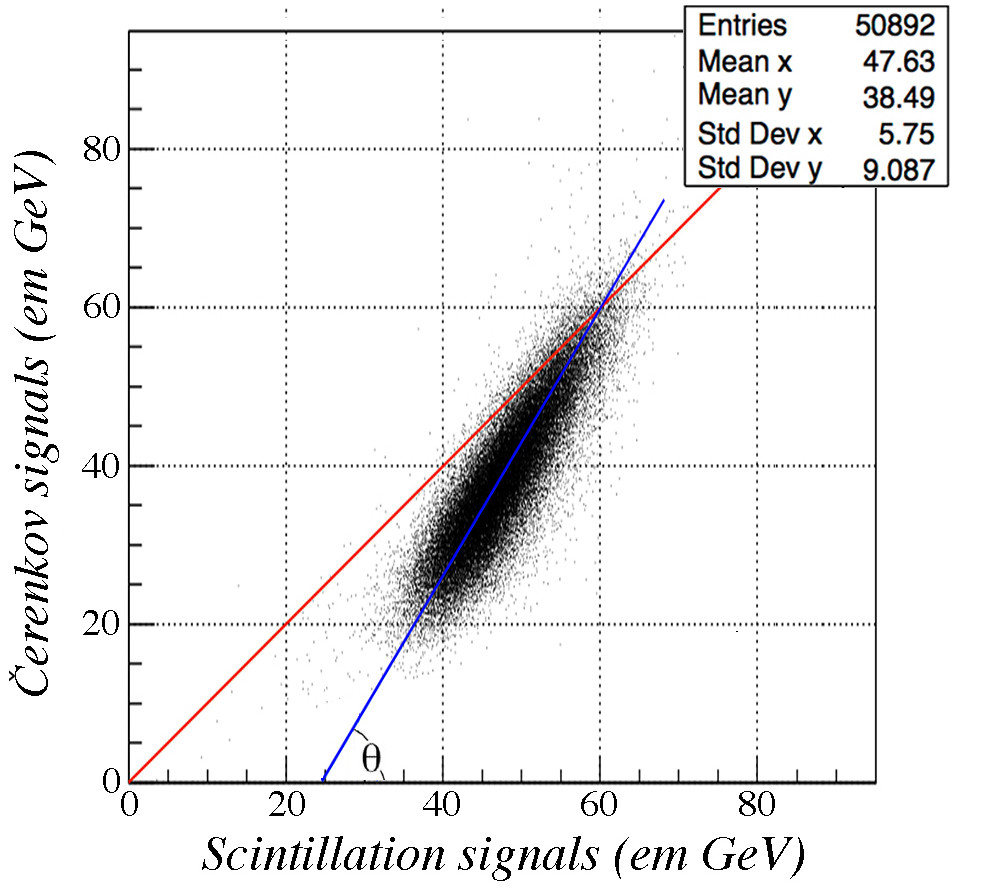 Entries 50892
Mean x 47.63
Mean y 38.49
Std Dev x 5.75
Std Dev y 9.087
Čerenkov signals (em GeV)
80
60
40
20
0
θ
0 20 40 60 80
Scintillation signals (em GeV)